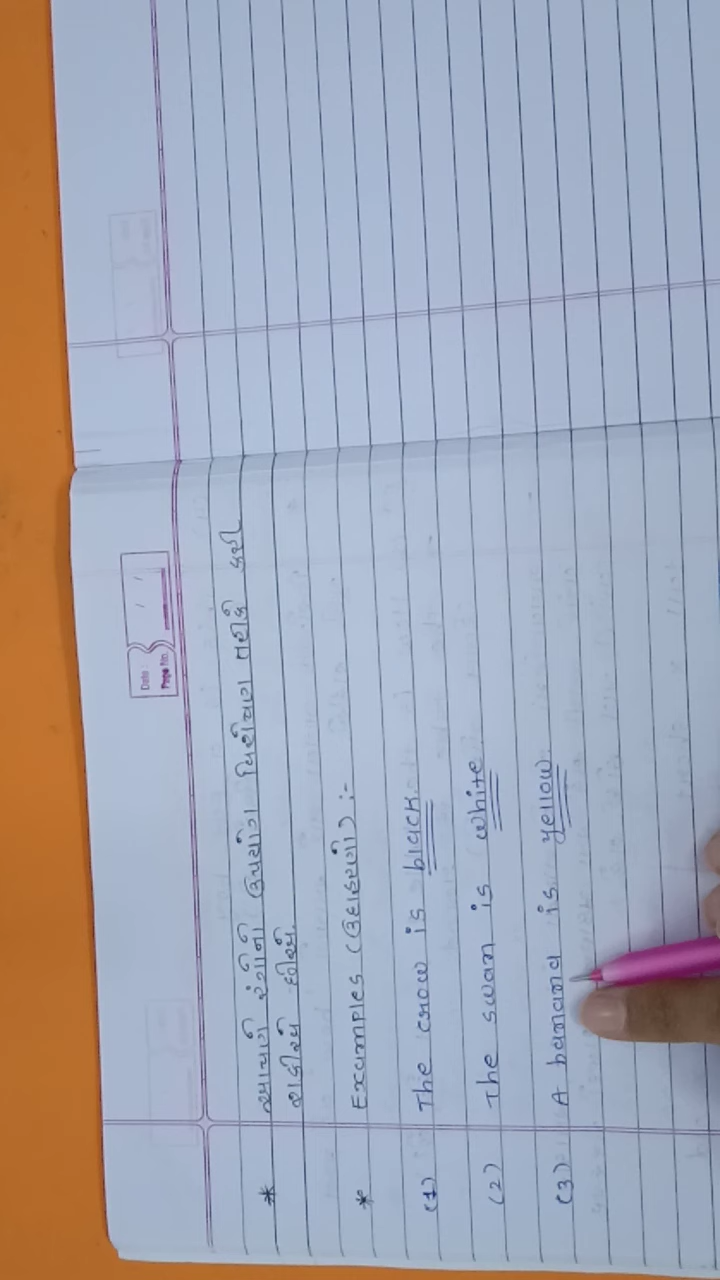 Date :
Page No.
* આપણે રંગોનો ઉપયોગ વિશેષણ તરીકે કરી
શકીએ છીએ.
* Examples (ઉદાહરણો) :-
(1) The crow is black.
(2) The swan is white.
(3) A banana is yellow.